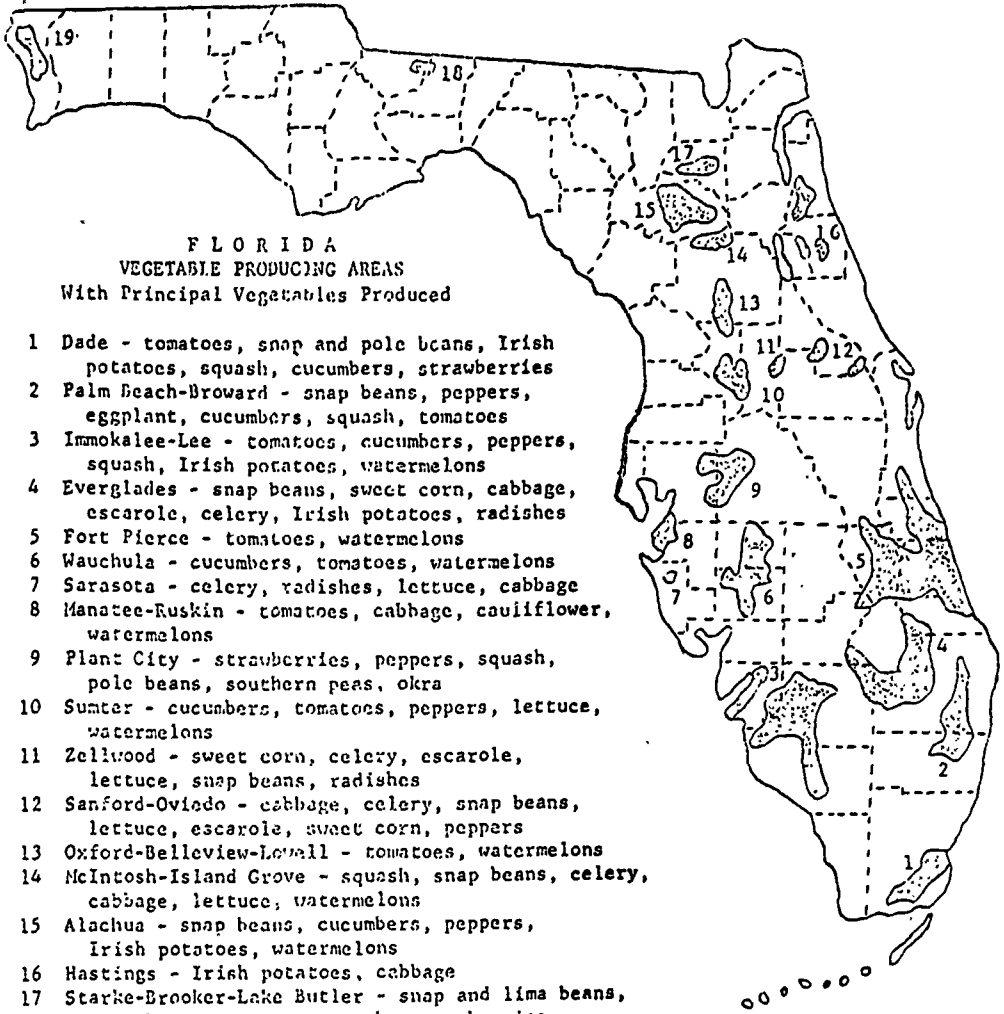 FLORIDA
VEGETABLE PRODUCING AREAS
With Principal Vegetables Produced
1 Dade - tomatoes, snap and pole beans, Irish
potatoes, squash, cucumbers, strawberries
2 Palm Beach-Broward - snap beans, peppers,
eggplant, cucumbers, squash, tomatoes
3 Immokalee-Lee - tomatoes, cucumbers, peppers,
squash, Irish potatoes, watermelons
4 Everglades - snap beans, sweet corn, cabbage,
escarole, celery, Irish potatoes, radishes
5 Fort Pierce - tomatoes, watermelons
6 Wauchula - cucumbers, tomatoes, watermelons
7 Sarasota - celery, radishes, lettuce, cabbage
8 Manatee-Ruskin - tomatoes, cabbage, cauliflower,
watermelons
9 Plant City - strawberries, peppers, squash,
pole beans, southern peas, okra
10 Sumter - cucumbers, tomatoes, peppers, lettuce,
watermelons
11 Zellwood - sweet corn, celery, escarole,
lettuce, snap beans, radishes
12 Sanford-Oviedo - cabbage, celery, snap beans,
lettuce, escarole, sweet corn, peppers
13 Oxford-Belleview-Lowell - tomatoes, watermelons
14 McIntosh-Island Grove - squash, snap beans, celery,
cabbage, lettuce, watermelons
15 Alachua - snap beans, cucumbers, peppers,
Irish potatoes, watermelons
16 Hastings - Irish potatoes, cabbage
17 Starke-Brooker-Lake Butler - snap and lima beans,
19
18
17
15
16
14
13
11
12
10
9
8
5
7
6
4
3
2
1